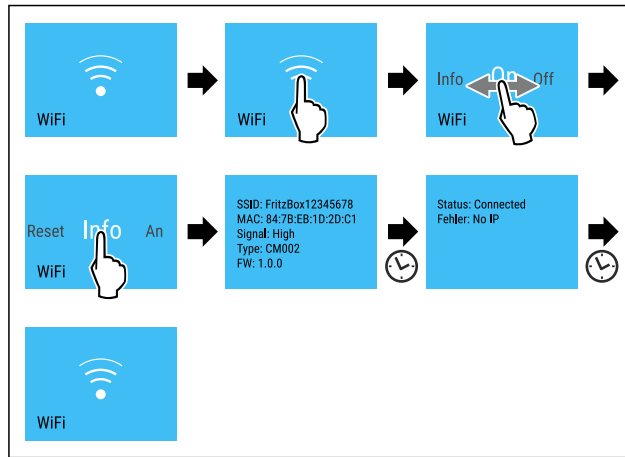 WiFi
WiFi
Info On Off
WiFi
Reset Info An
WiFi
SSID: FritzBox12345678
MAC: 84:7B:EB:1D:2D:C1
Signal: High
Type: CM002
FW: 1.0.0
Status: Connected
Fehler: No IP
WiFi